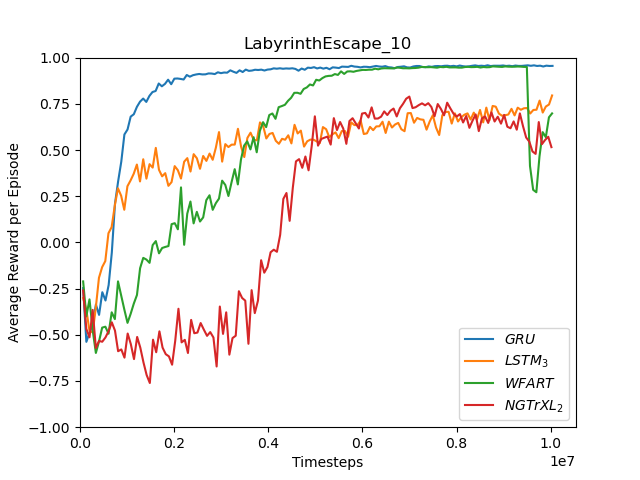 LabyrinthEscape_10
Average Reward per Episode
1.00
0.75
0.50
0.25
0.00
−0.25
−0.50
−0.75
−1.00
GRU
LSTM₃
WFART
NGTrXL₂
0.0 0.2 0.4 0.6 0.8 1.0
1e7
Timesteps